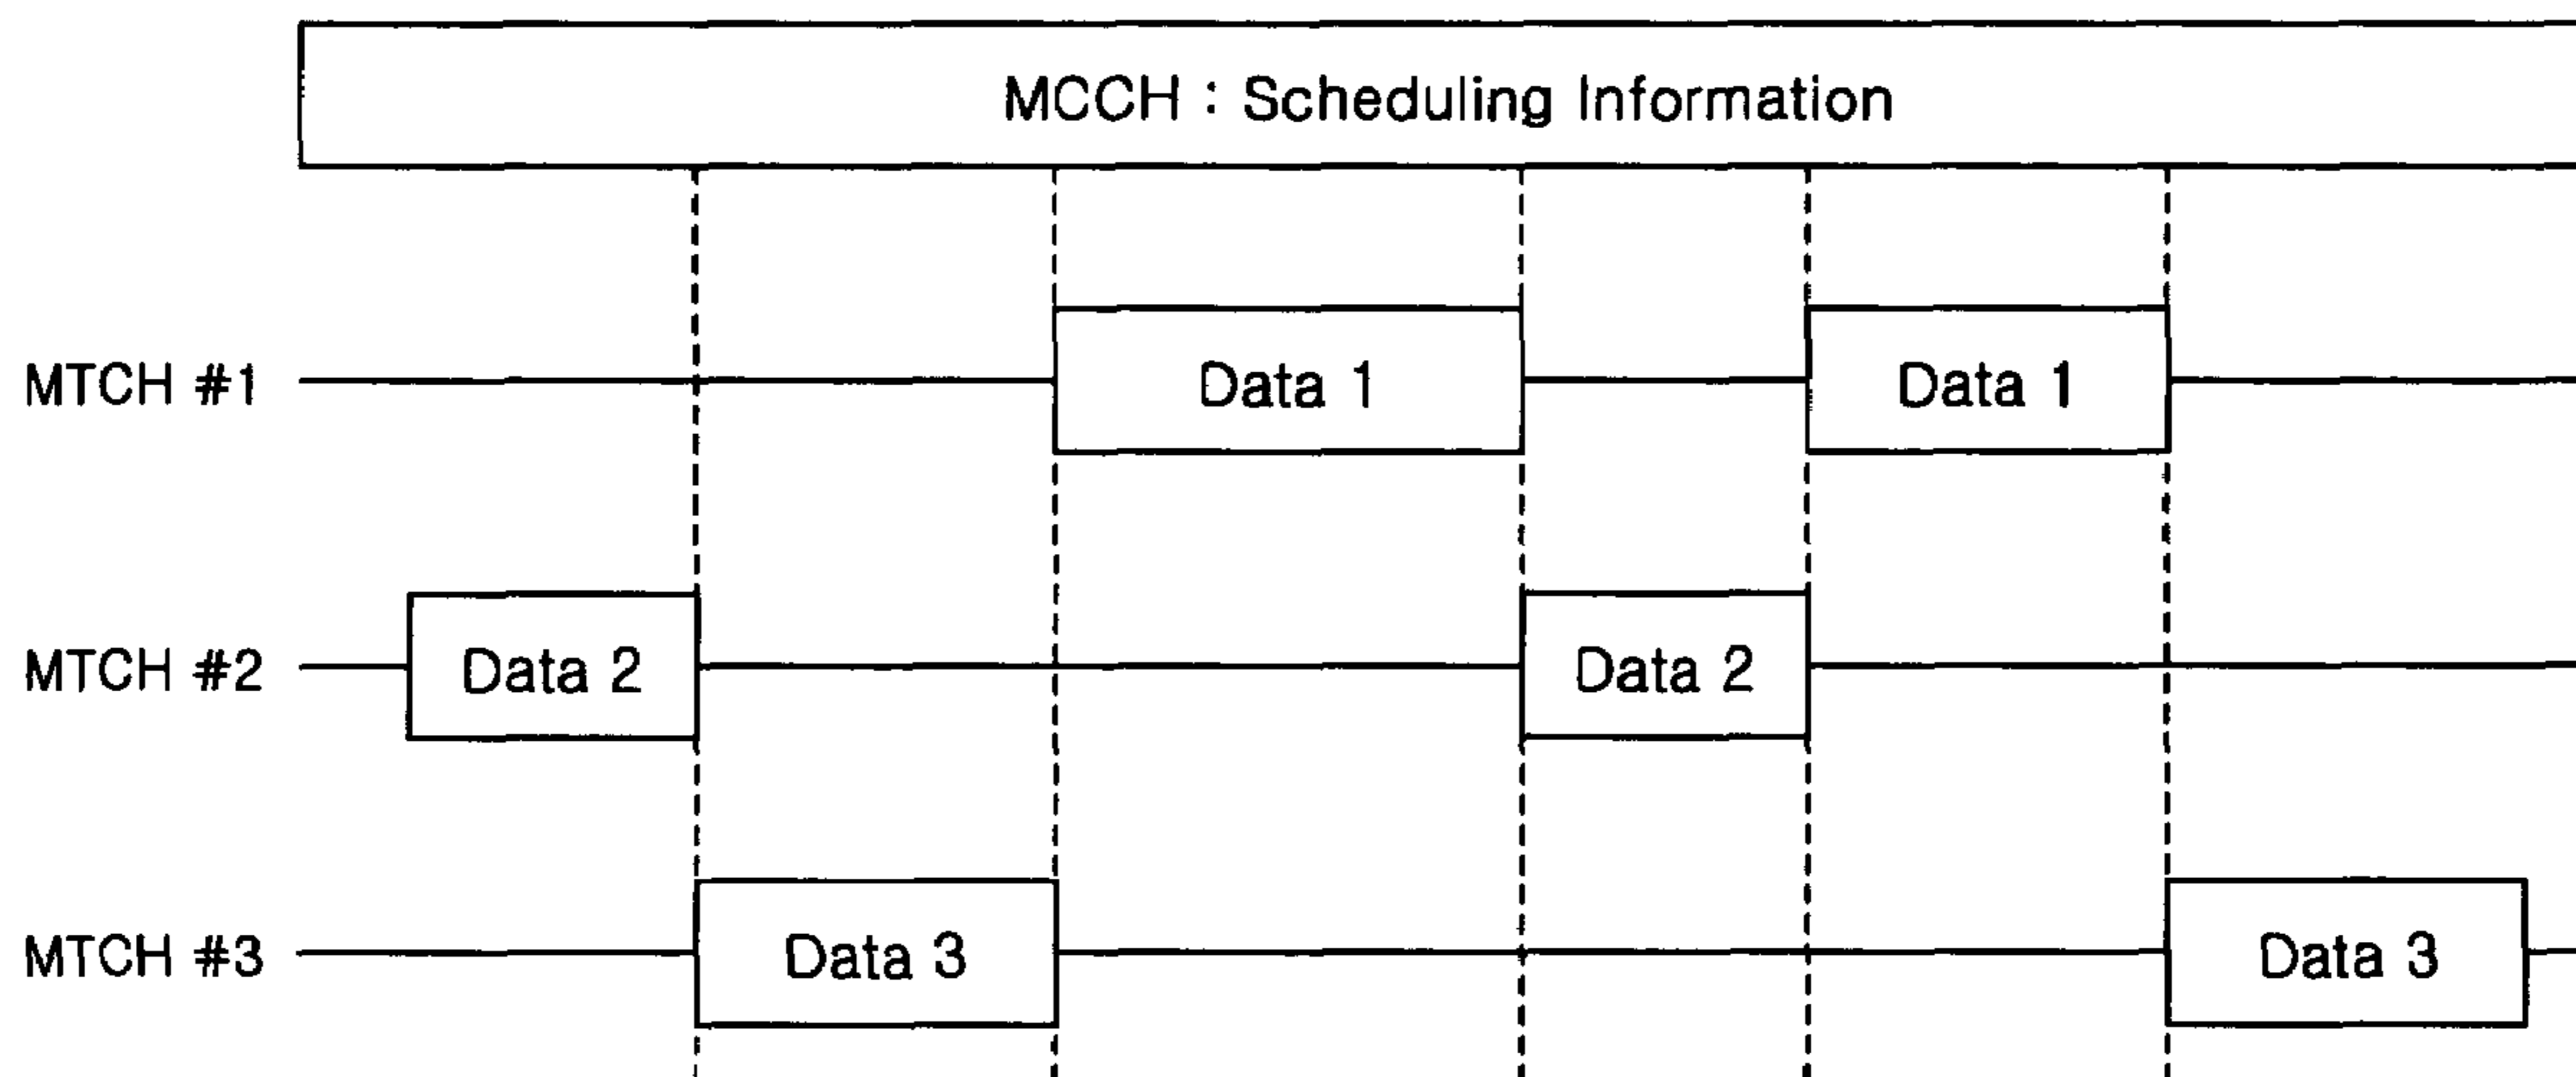 MCCH : Scheduling Information
MTCH #1 Data 1 Data 1
MTCH #2 Data 2 Data 2
MTCH #3 Data 3 Data 3